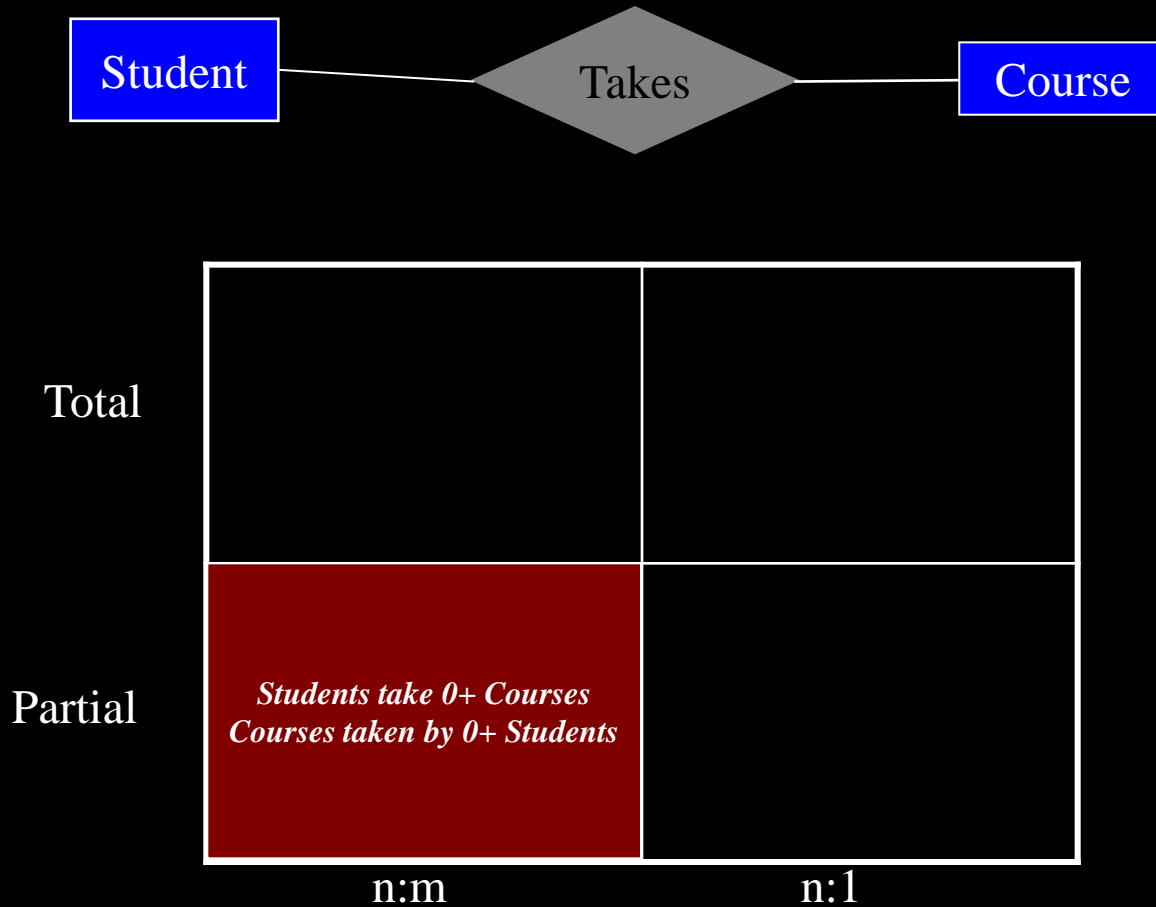 Student
Takes
Course
Total
Partial
Students take 0+ Courses
Courses taken by 0+ Students
n:m
n:1